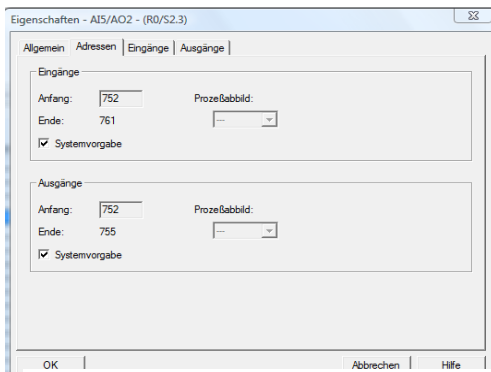 Eigenschaften - AI5/AO2 - (R0/S2.3)
Allgemein Adressen Eingänge Ausgänge
Eingänge
Anfang: 752 Prozeßabbild:
Ende: 761 ---
Systemvorgabe
Ausgänge
Anfang: 752 Prozeßabbild:
Ende: 755 ---
Systemvorgabe
OK Abbrechen Hilfe